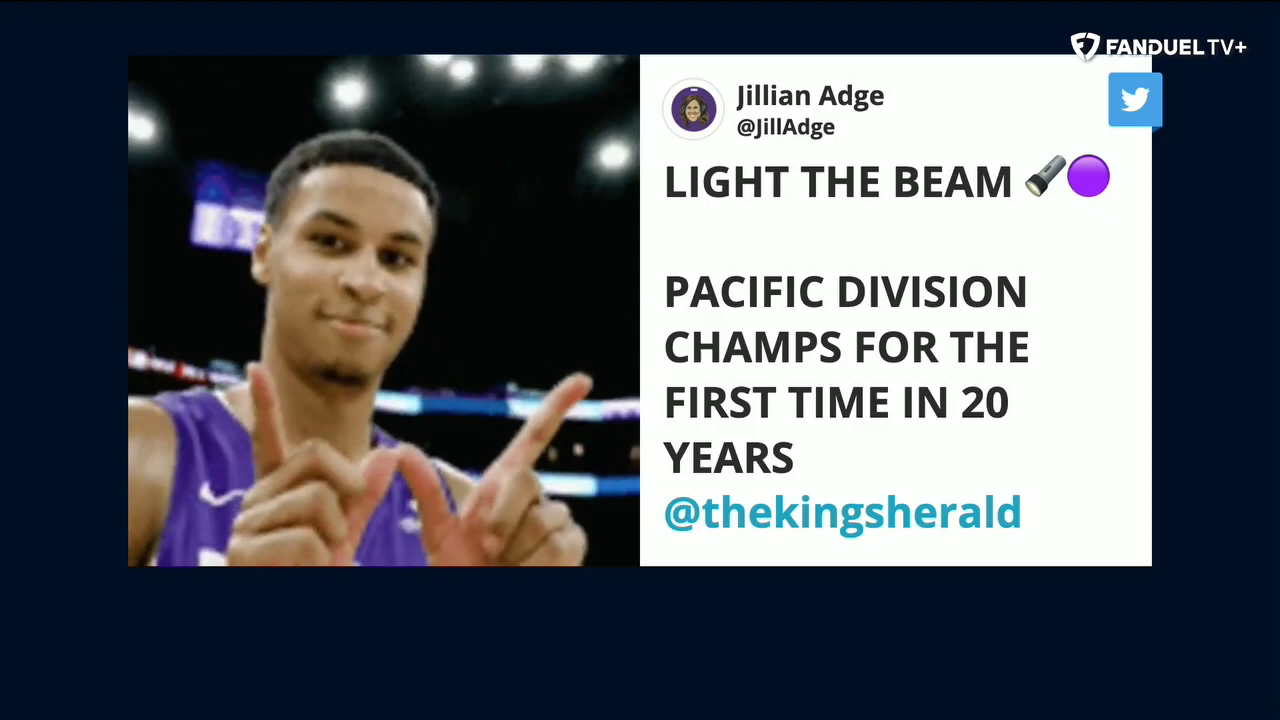 FANDUEL TV+
Jillian Adge
@JillAdge
LIGHT THE BEAM 🔦🟣
PACIFIC DIVISION
CHAMPS FOR THE
FIRST TIME IN 20
YEARS
@thekingsherald